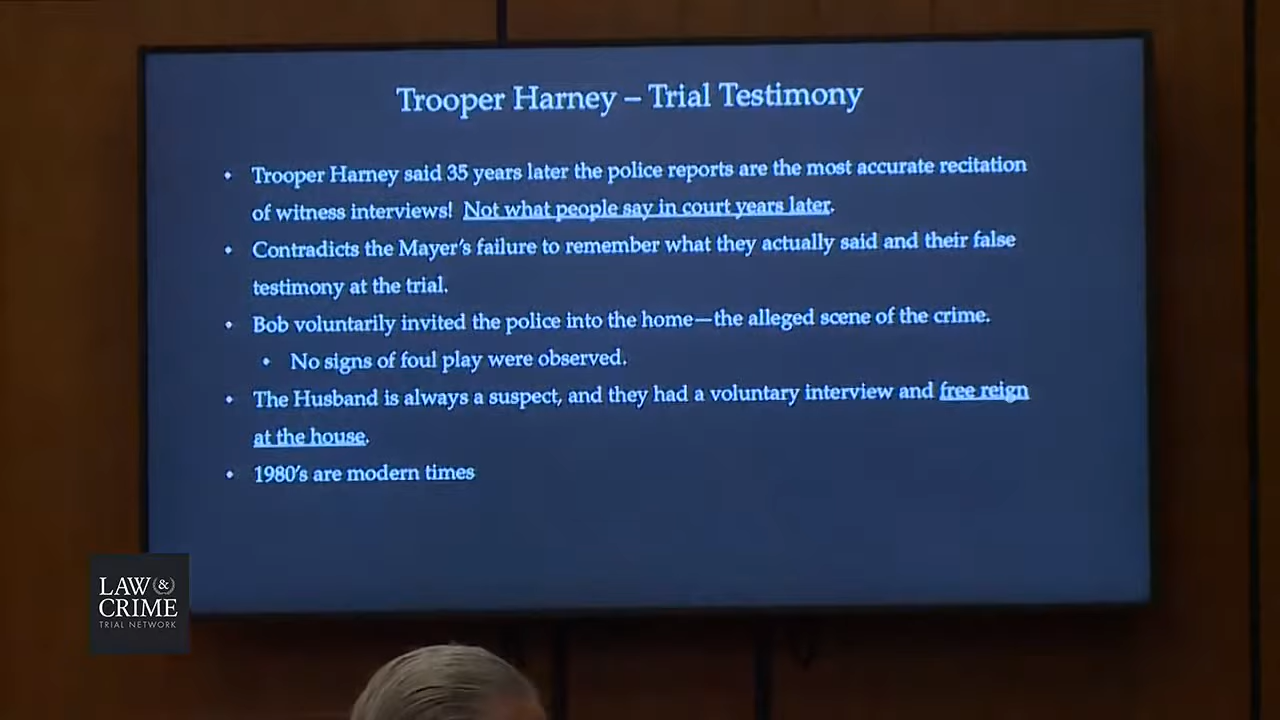 Trooper Harney – Trial Testimony
• Trooper Harney said 35 years later the police reports are the most accurate recitation
of witness interviews! Not what people say in court years later.
• Contradicts the Mayer's failure to remember what they actually said and their false
testimony at the trial.
• Bob voluntarily invited the police into the home—the alleged scene of the crime.
• No signs of foul play were observed.
• The Husband is always a suspect, and they had a voluntary interview and free reign
at the house.
• 1980's are modern times
LAW &
CRIME
TRIAL NETWORK